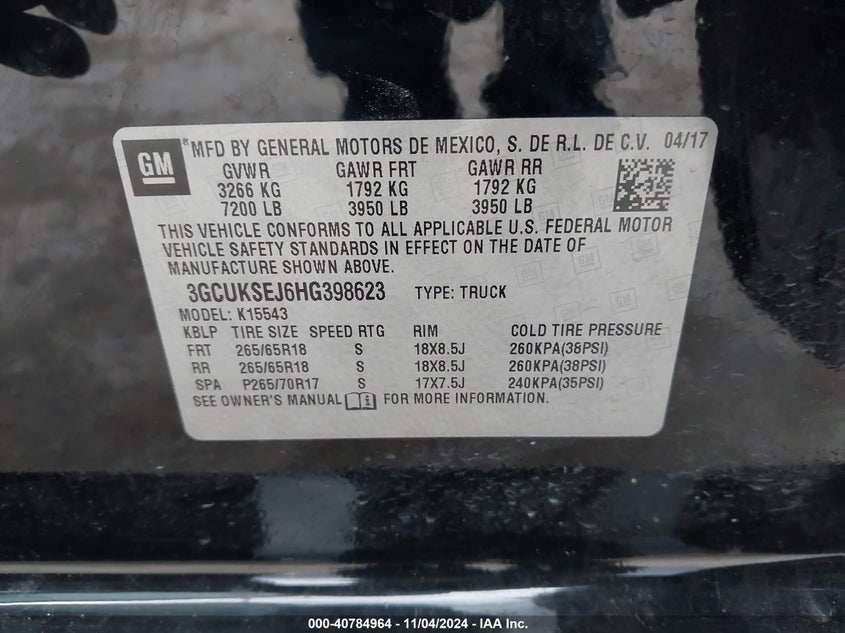 GM
®MFD BY GENERAL MOTORS DE MEXICO, S. DE R.L. DE C.V. 04/17
GVWR GAWR FRT GAWR RR
3266 KG 1792 KG 1792 KG
7200 LB 3950 LB 3950 LB
THIS VEHICLE CONFORMS TO ALL APPLICABLE U.S. FEDERAL MOTOR
VEHICLE SAFETY STANDARDS IN EFFECT ON THE DATE OF
MANUFACTURE SHOWN ABOVE.
3GCUKSEJ6HG398623 TYPE: TRUCK
MODEL: K15543
KBLP TIRE SIZE SPEED RTG RIM COLD TIRE PRESSURE
FRT 265/65R18 S 18X8.5J 260KPA(38PSI)
RR 265/65R18 S 18X8.5J 260KPA(38PSI)
SPA P265/70R17 S 17X7.5J 240KPA(35PSI)
SEE OWNER'S MANUAL FOR MORE INFORMATION.
000-40784964 - 11/04/2024 - IAA Inc.